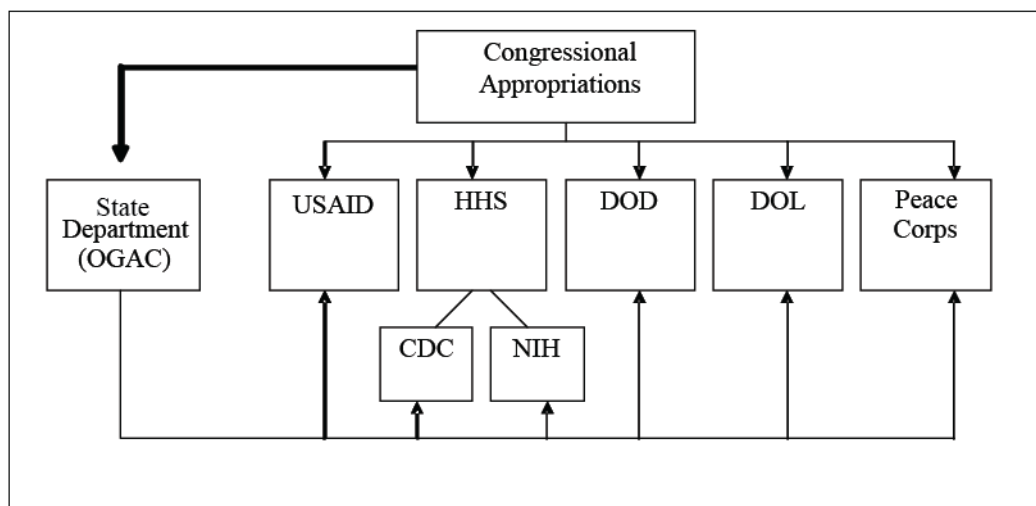 Congressional
Appropriations
State
Department
(OGAC)
USAID
HHS
DOD
DOL
Peace
Corps
CDC
NIH